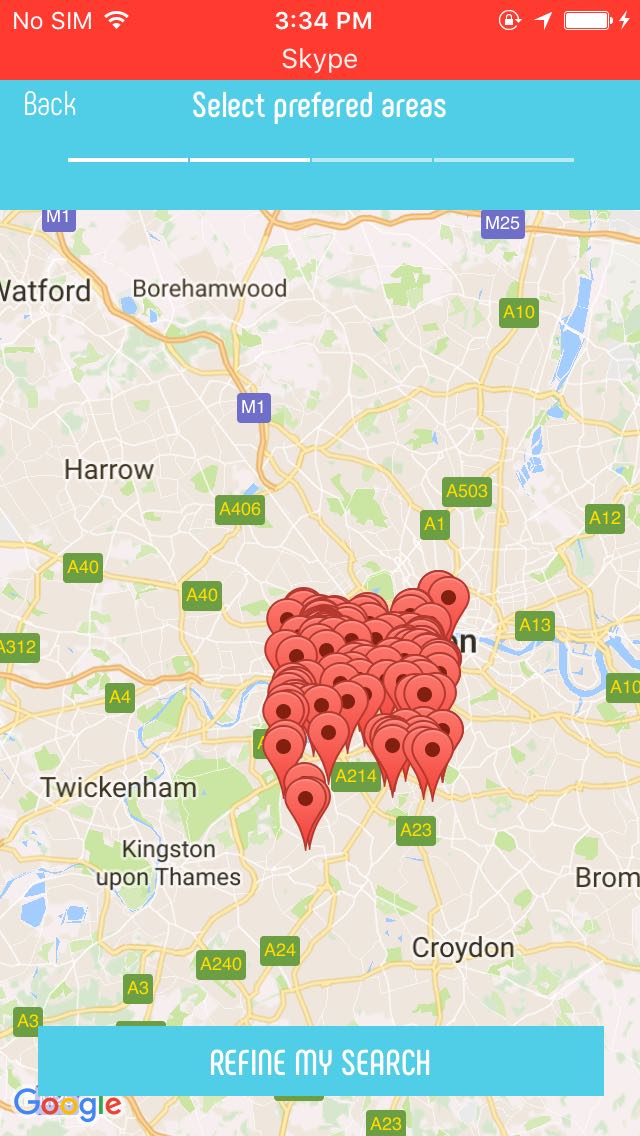 No SIM 3:34 PM
Skype
Back Select prefered areas
M1 M25
Watford Borehamwood
A10
M1
Harrow
A503
A406
A1 A12
A40
A40
A13
A312
A4
A214
Twickenham
A23
Kingston
upon Thames
Croydon
A24
A240
A3
A3
REFINE MY SEARCH
Google
A23